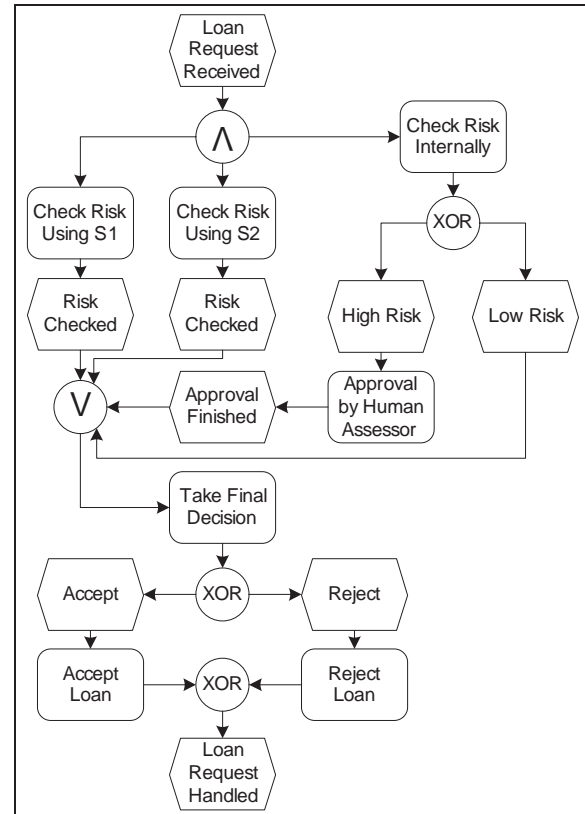 Loan
Request
Received
Λ
Check Risk
Internally
Check Risk
Using S1
Check Risk
Using S2
XOR
Risk
Checked
Risk
Checked
High Risk
Low Risk
V
Approval
Finished
Approval
by Human
Assessor
Take Final
Decision
Accept
XOR
Reject
Accept
Loan
XOR
Reject
Loan
Loan
Request
Handled